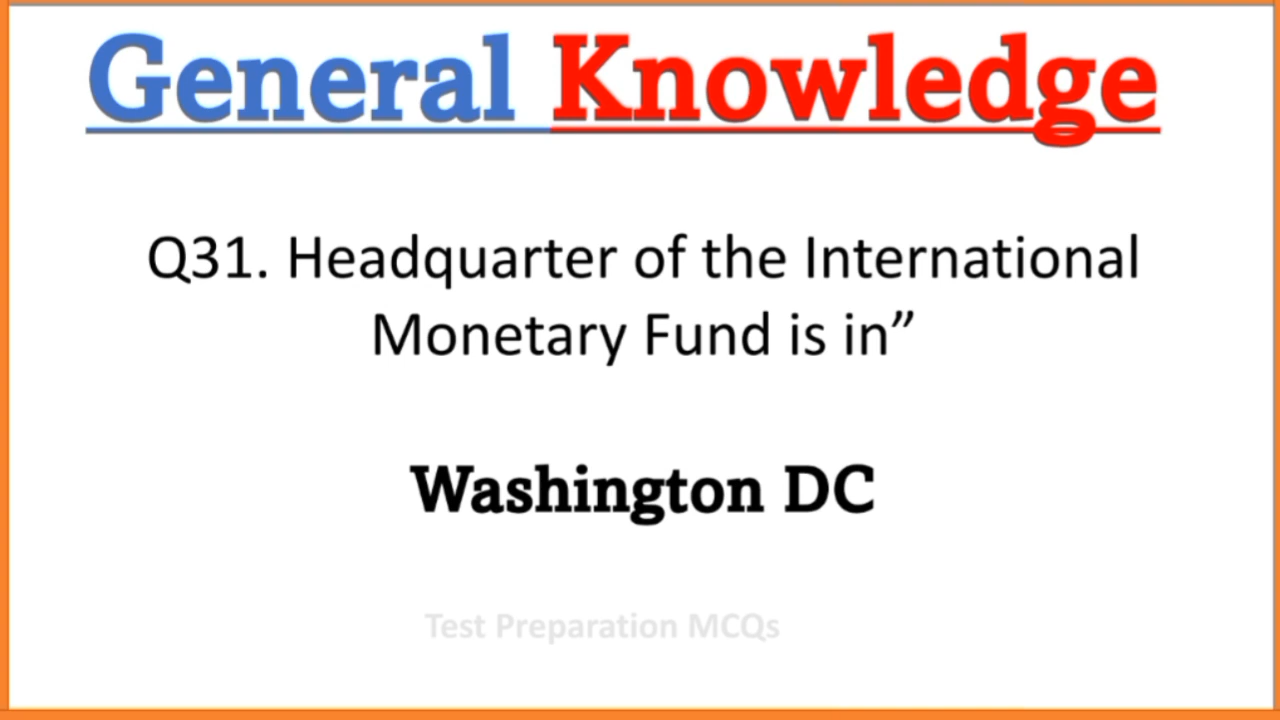 General Knowledge
Q31. Headquarter of the International
Monetary Fund is in”
Washington DC
Test Preparation MCQs